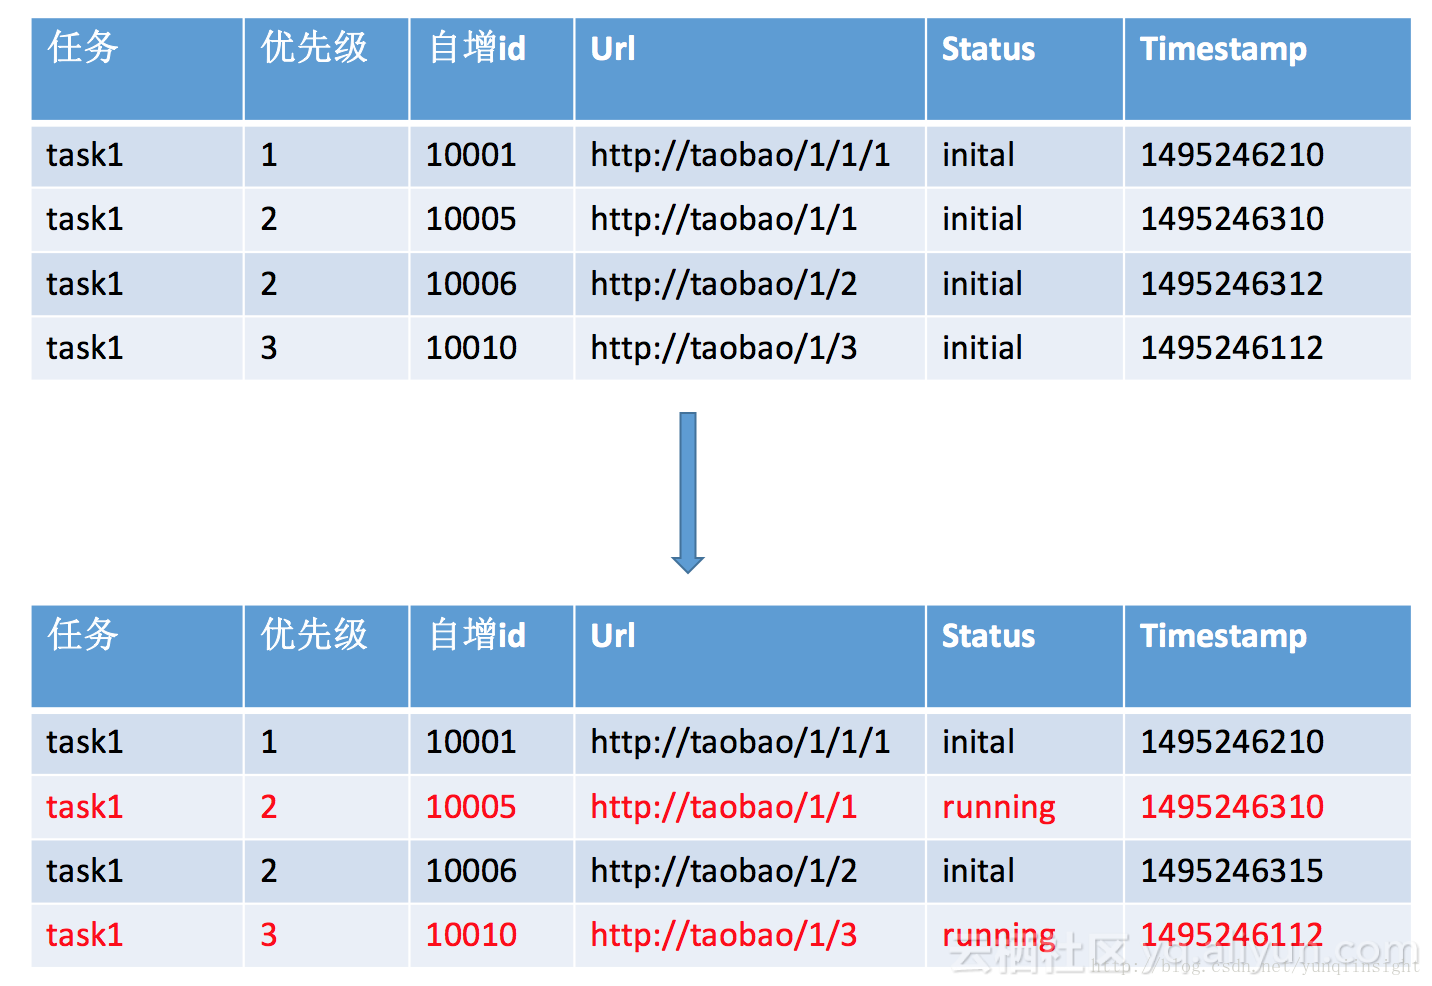 任务 优先级 自增id Url Status Timestamp
task1 1 10001 http://taobao/1/1/1 inital 1495246210
task1 2 10005 http://taobao/1/1 initial 1495246310
task1 2 10006 http://taobao/1/2 initial 1495246312
task1 3 10010 http://taobao/1/3 initial 1495246112
任务 优先级 自增id Url Status Timestamp
task1 1 10001 http://taobao/1/1/1 inital 1495246210
task1 2 10005 http://taobao/1/1 running 1495246310
task1 2 10006 http://taobao/1/2 inital 1495246315
task1 3 10010 http://taobao/1/3 running 1495246112
云栖社区 yq.aliyun.com
http://blog.csdn.net/yunqiinsight